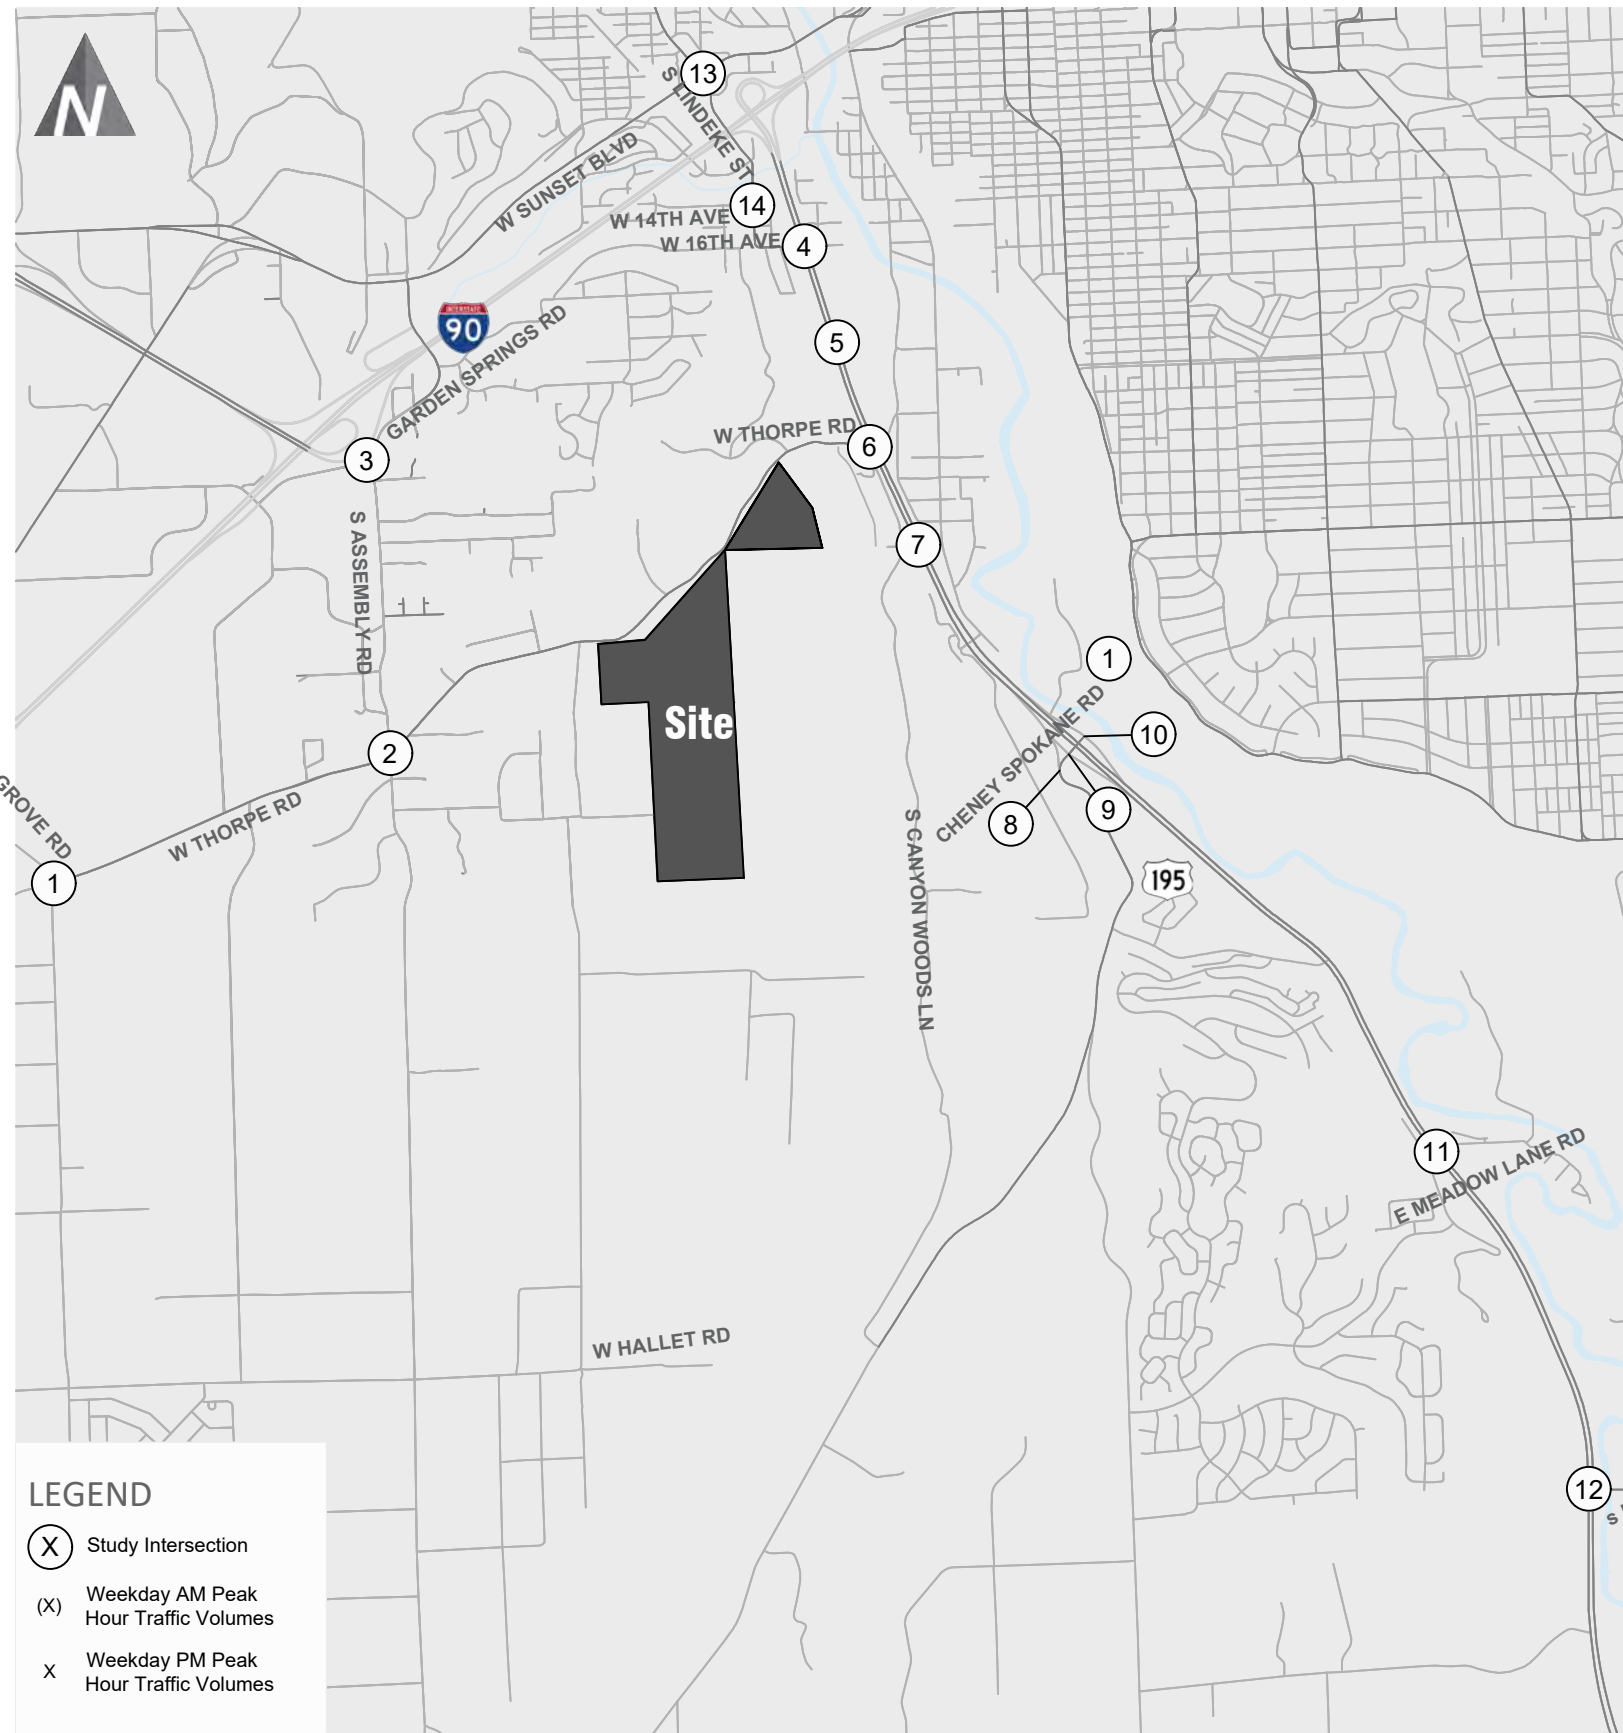 N
13
S LINDEKE ST
W SUNSET BLVD
14
W 14TH AVE
W 16TH AVE
4
INTERSTATE
90
GARDEN SPRINGS RD
5
W THORPE RD
6
3
S ASSEMBLY RD
7
1
Site
CHENEY SPOKANE RD
10
2
8
9
GROVE RD
W THORPE RD
1
S CANYON WOODS LN
195
11
E MEADOW LANE RD
W HALLET RD
12
S
LEGEND
X Study Intersection
(X) Weekday AM Peak
Hour Traffic Volumes
X Weekday PM Peak
Hour Traffic Volumes